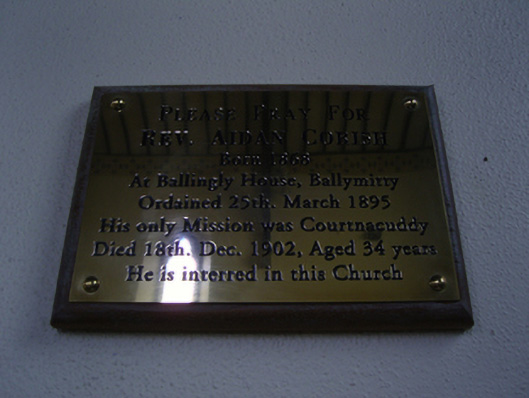 PLEASE PRAY FOR
REV. AIDAN CORISH
BORN 1868
At Ballingly House, Ballymitty
Ordained 25th. March 1895
His only Mission was Courtnacuddy
Died 18th. Dec. 1902, Aged 34 years
He is interred in this Church